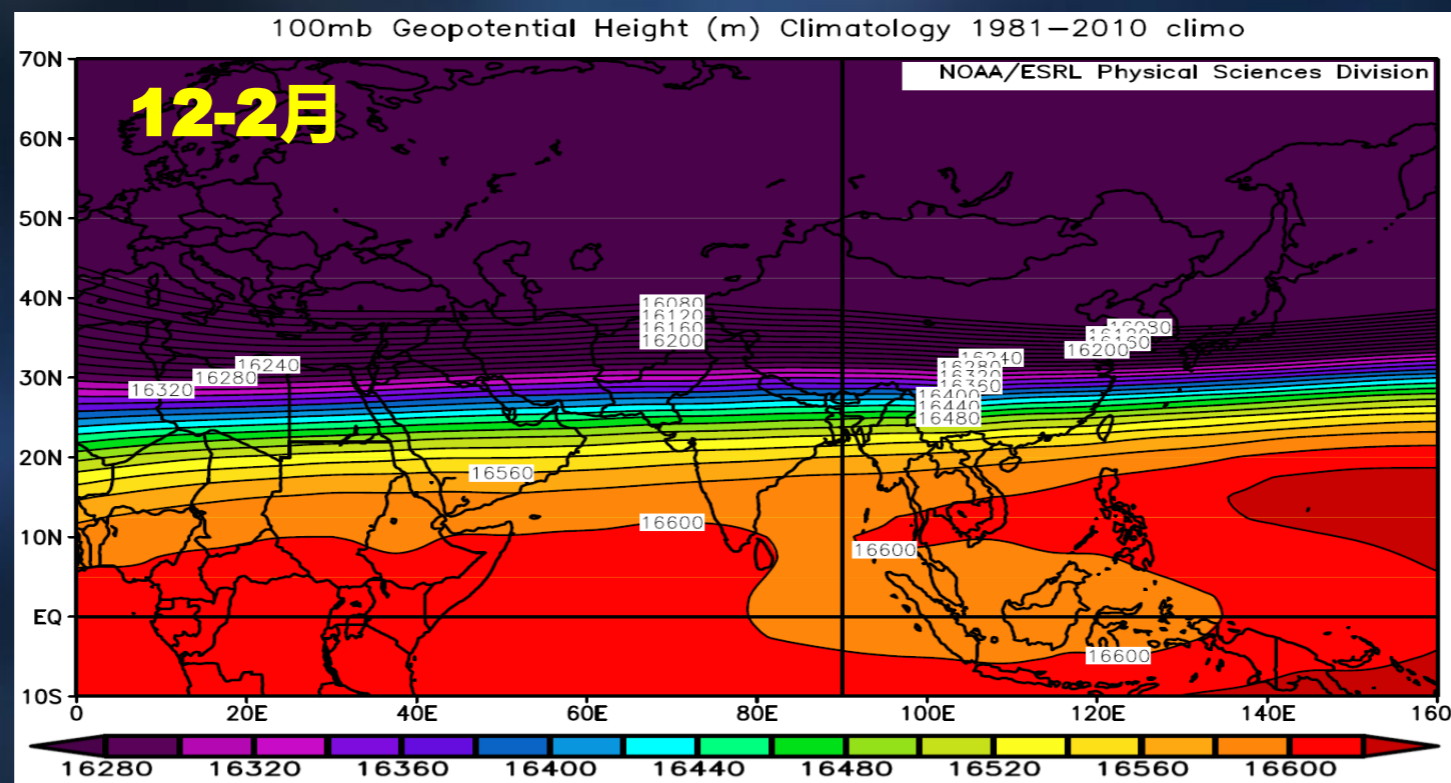 100mb Geopotential Height (m) Climatology 1981−2010 climo
70N
NOAA/ESRL Physical Sciences Division
12-2月
60N
50N
40N
16080
16120
16160
16200
16080
16120
16160
16200
30N
16240
16280
16320
16240
16280
16320
16360
16400
16440
16480
20N
16560
16600
10N
16600
EQ
16600
10S
0 20E 40E 60E 80E 100E 120E 140E 160
16280 16320 16360 16400 16440 16480 16520 16560 16600